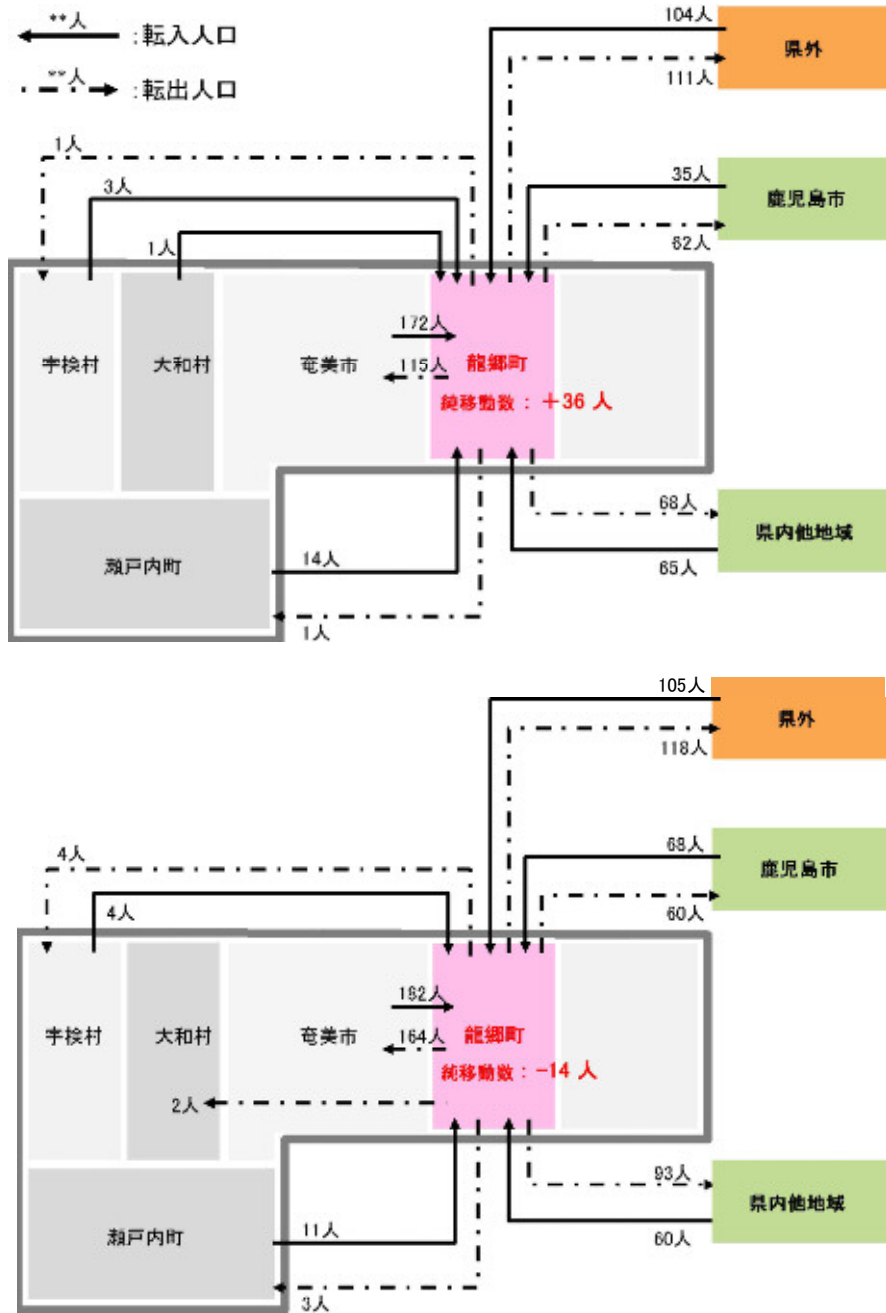 **人
:転入人口
**人
:転出人口
104人
県外
111人
1人
3人
35人
鹿児島市
1人
62人
172人
宇検村
大和村
奄美市
115人
龍郷町
純移動数:+36 人
68人
県内他地域
瀬戸内町
14人
65人
1人
105人
県外
118人
4人
68人
鹿児島市
4人
60人
182人
宇検村
大和村
奄美市
164人
龍郷町
純移動数:-14 人
2人
93人
県内他地域
瀬戸内町
11人
60人
3人